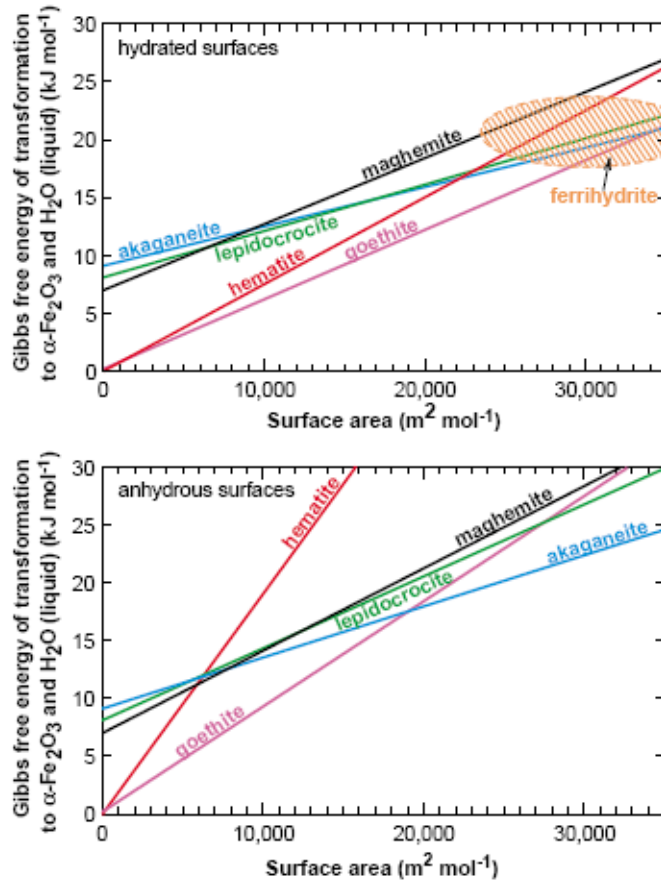 Gibbs free energy of transformation
to α-Fe₂O₃ and H₂O (liquid) (kJ mol⁻¹)
30
25
20
15
10
5
0
hydrated surfaces
maghemite
ferrihydrite
akaganeite
lepidocrocite
hematite
goethite
0
10,000
20,000
30,000
Surface area (m² mol⁻¹)
Gibbs free energy of transformation
to α-Fe₂O₃ and H₂O (liquid) (kJ mol⁻¹)
30
25
20
15
10
5
0
anhydrous surfaces
hematite
maghemite
akaganeite
lepidocrocite
goethite
0
10,000
20,000
30,000
Surface area (m² mol⁻¹)